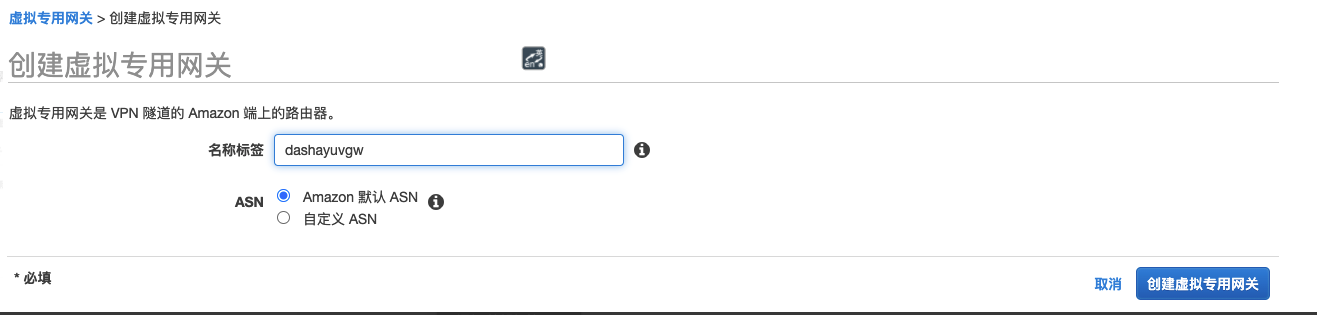 虚拟专用网关 > 创建虚拟专用网关
创建虚拟专用网关
虚拟专用网关是 VPN 隧道的 Amazon 端上的路由器。
名称标签 dashayuvgw
ASN Amazon 默认 ASN
自定义 ASN
* 必填
取消 创建虚拟专用网关